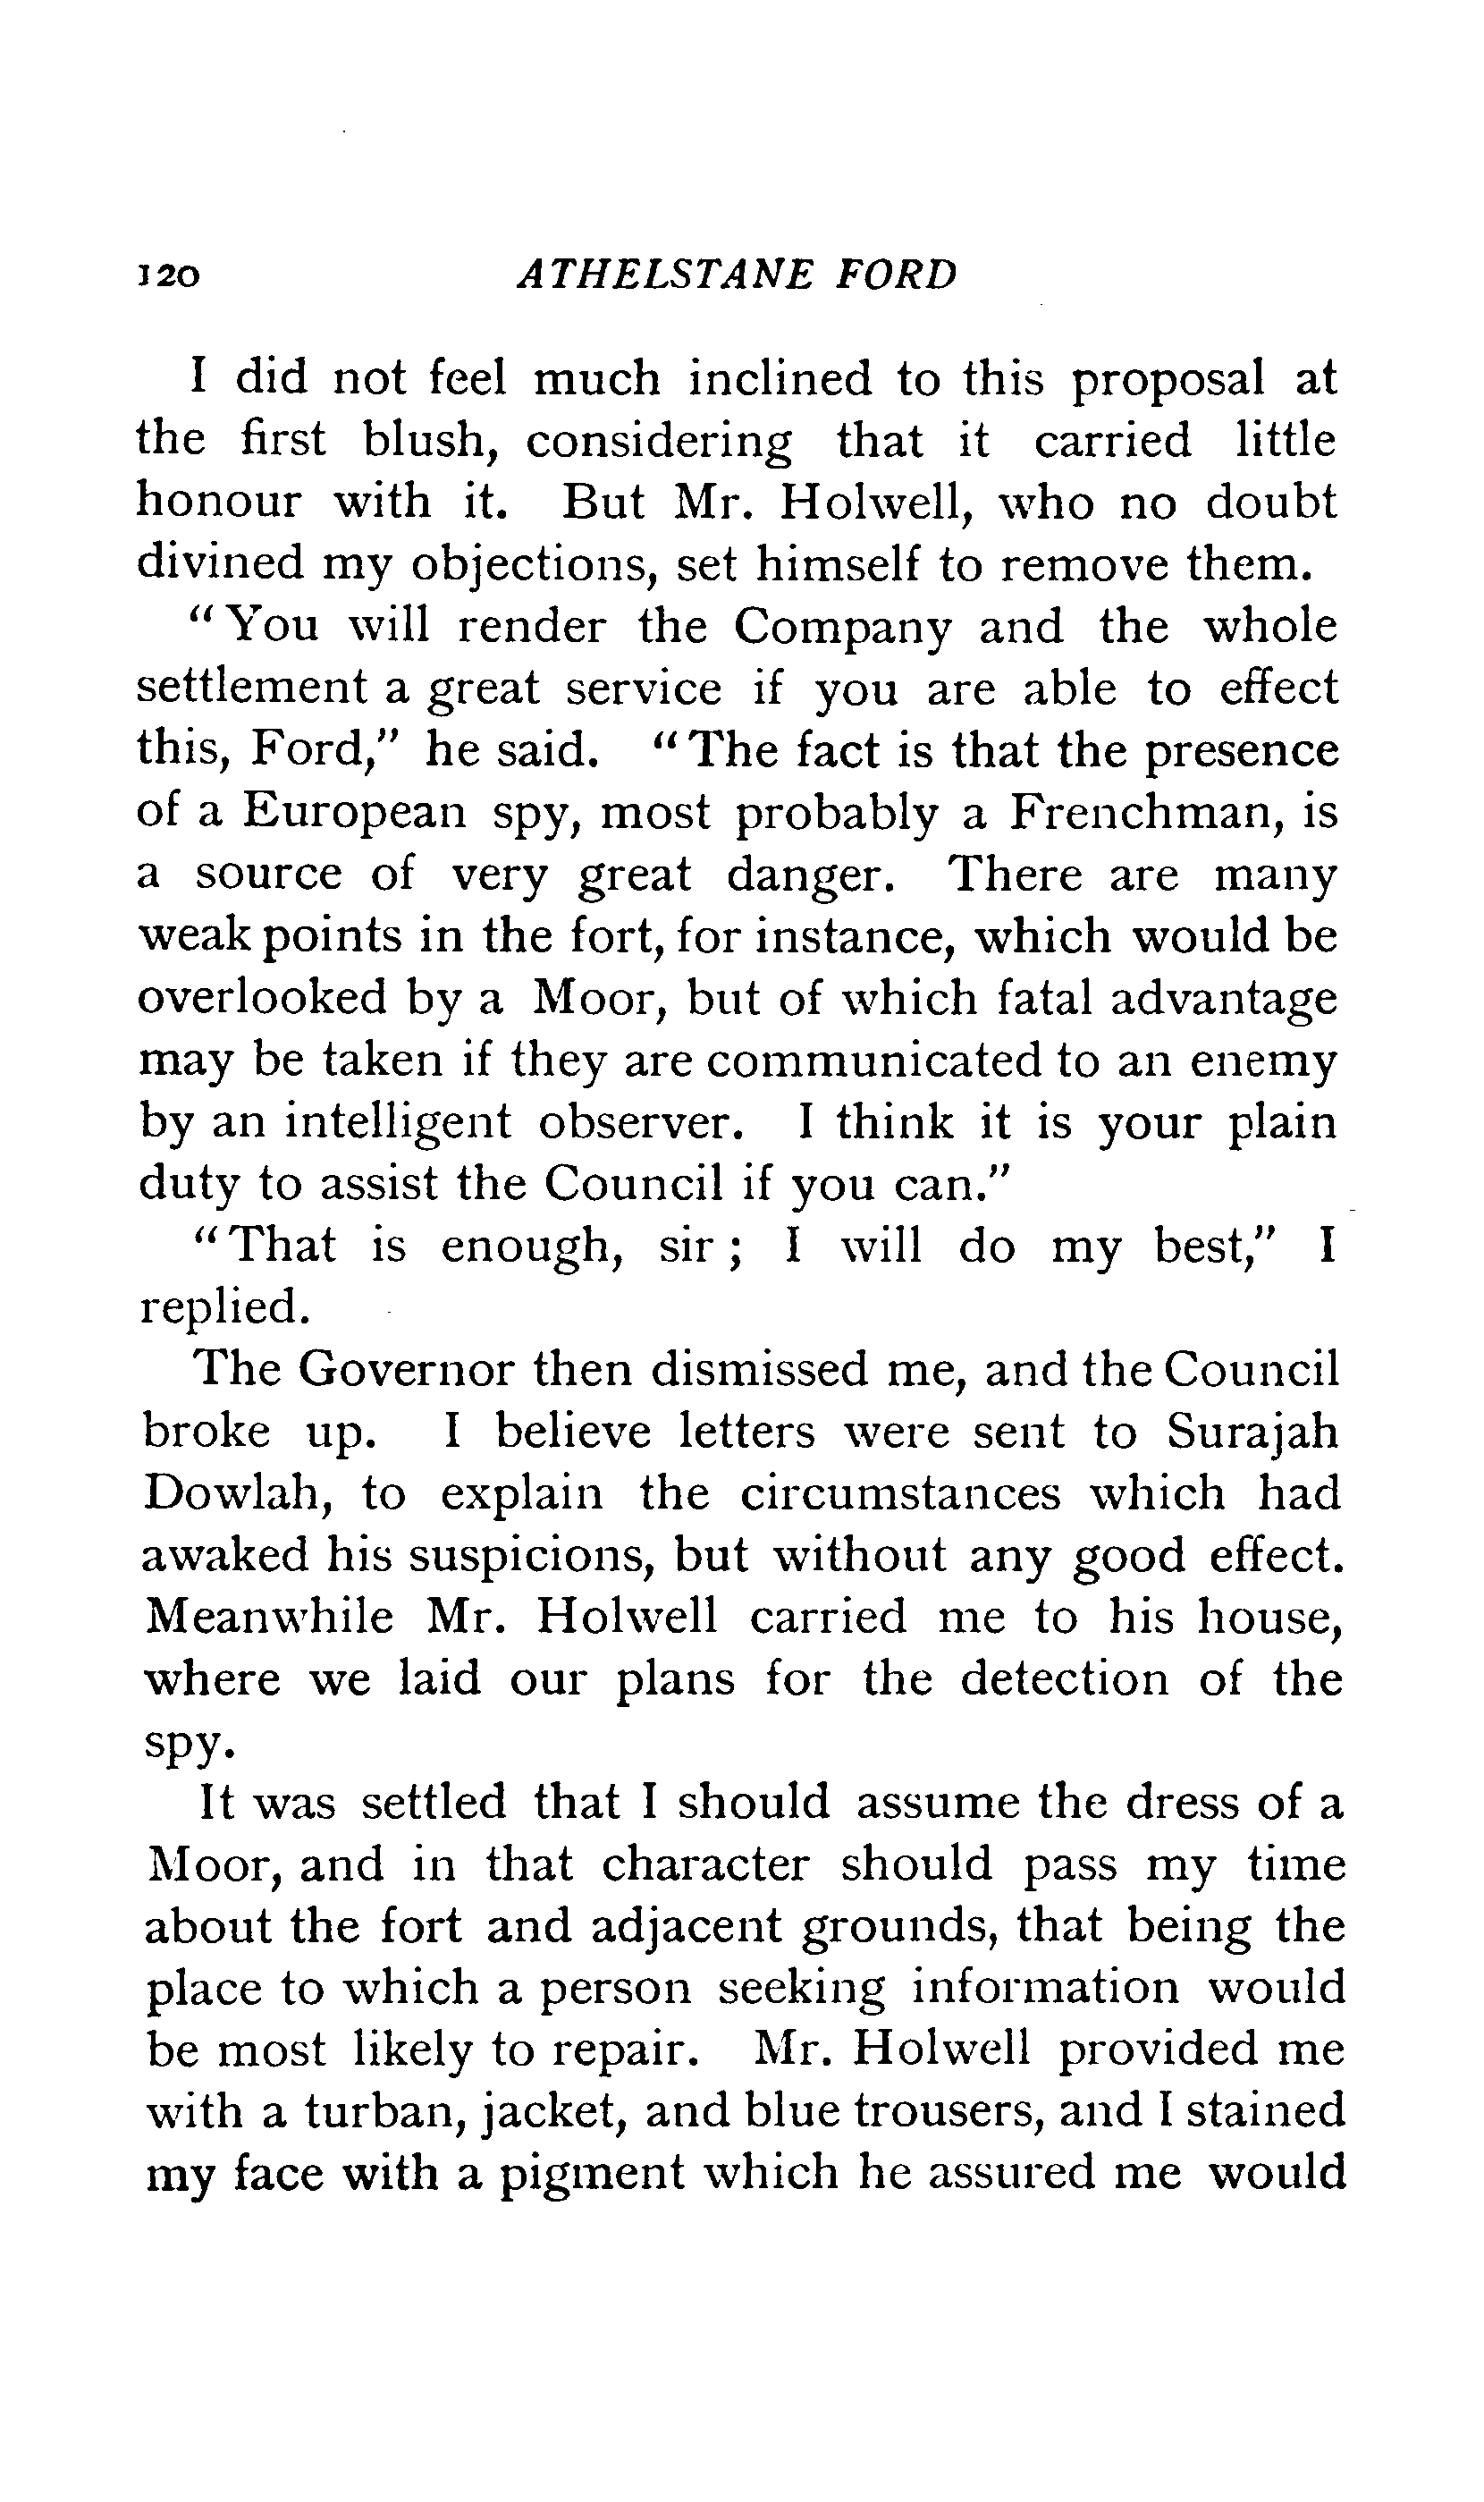 120 ATHELSTANE FORD
I did not feel much inclined to this proposal at
the first blush, considering that it carried little
honour with it. But Mr. Holwell, who no doubt
divined my objections, set himself to remove them.
"You will render the Company and the whole
settlement a great service if you are able to effect
this, Ford," he said. "The fact is that the presence
of a European spy, most probably a Frenchman, is
a source of very great danger. There are many
weak points in the fort, for instance, which would be
overlooked by a Moor, but of which fatal advantage
may be taken if they are communicated to an enemy
by an intelligent observer. I think it is your plain
duty to assist the Council if you can."
"That is enough, sir; I will do my best," I
replied.
The Governor then dismissed me, and the Council
broke up. I believe letters were sent to Surajah
Dowlah, to explain the circumstances which had
awaked his suspicions, but without any good effect.
Meanwhile Mr. Holwell carried me to his house,
where we laid our plans for the detection of the
spy.
It was settled that I should assume the dress of a
Moor, and in that character should pass my time
about the fort and adjacent grounds, that being the
place to which a person seeking information would
be most likely to repair. Mr. Holwell provided me
with a turban, jacket, and blue trousers, and I stained
my face with a pigment which he assured me would